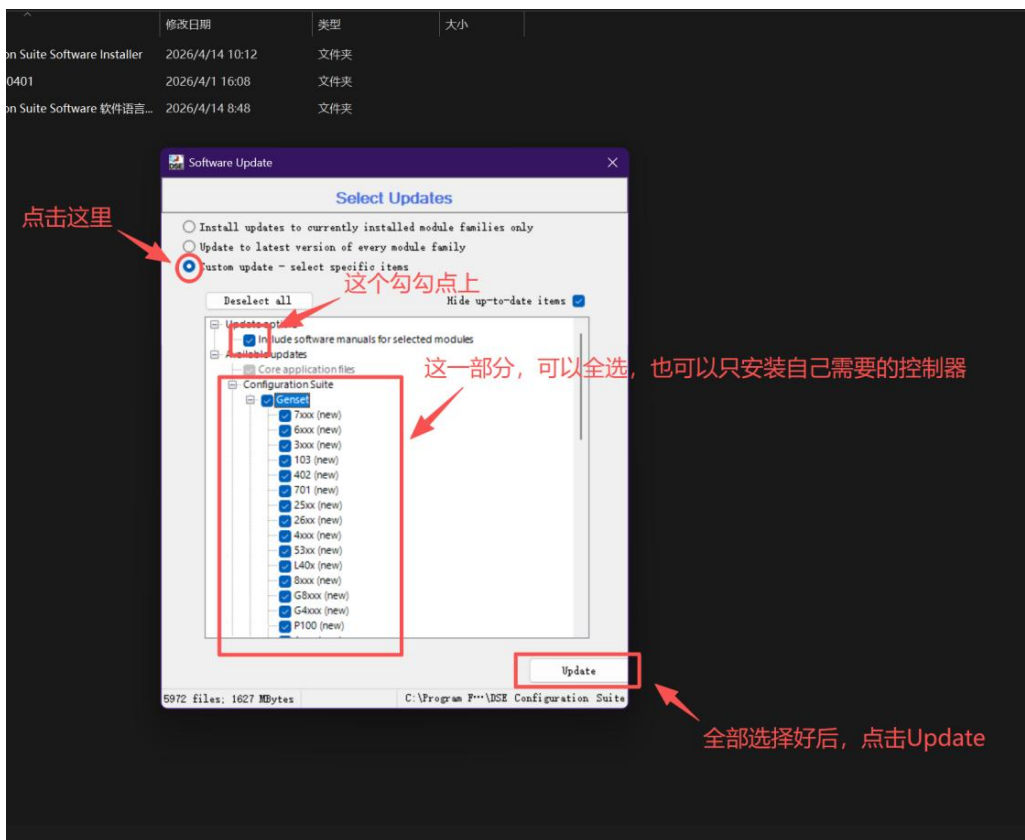 修改日期 类型 大小
on Suite Software Installer 2026/4/14 10:12 文件夹
0401 2026/4/1 16:08 文件夹
on Suite Software 软件语言... 2026/4/14 8:48 文件夹
Software Update
Select Updates
点击这里
Install updates to currently installed module families only
Update to latest version of every module family
Custom update - select specific items
这个勾勾点上
Deselect all Hide up-to-date items
Update options
Include software manuals for selected modules
Available updates
Core application files
这一部分，可以全选，也可以只安装自己需要的控制器
Configuration Suite
Genset
7xxx (new)
6xxx (new)
3xxx (new)
103 (new)
402 (new)
701 (new)
25xx (new)
26xx (new)
4xxx (new)
53xx (new)
L40x (new)
8xxx (new)
G8xxx (new)
G4xxx (new)
P100 (new)
Update
5972 files; 1627 MBytes C:\Program F···\DSE Configuration Suite
全部选择好后，点击Update